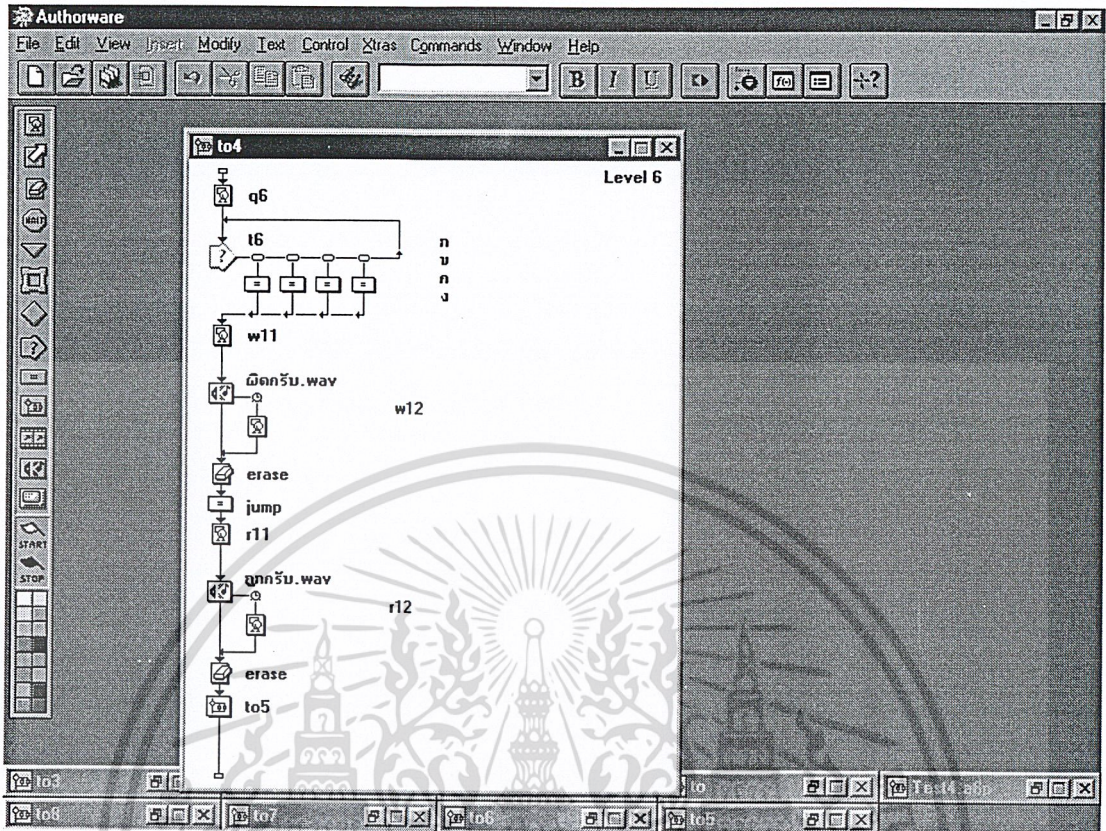 Authorware
File Edit View Insert Modify Text Control Xtras Commands Window Help
B I U
to4
Level 6
q6
t6
ก
ข
ค
ง
w11
ผิดครับ.wav
w12
erase
jump
r11
ถูกครับ.wav
r12
erase
to5
WAIT
START
STOP
to3
to
to8
to7
to6
to5